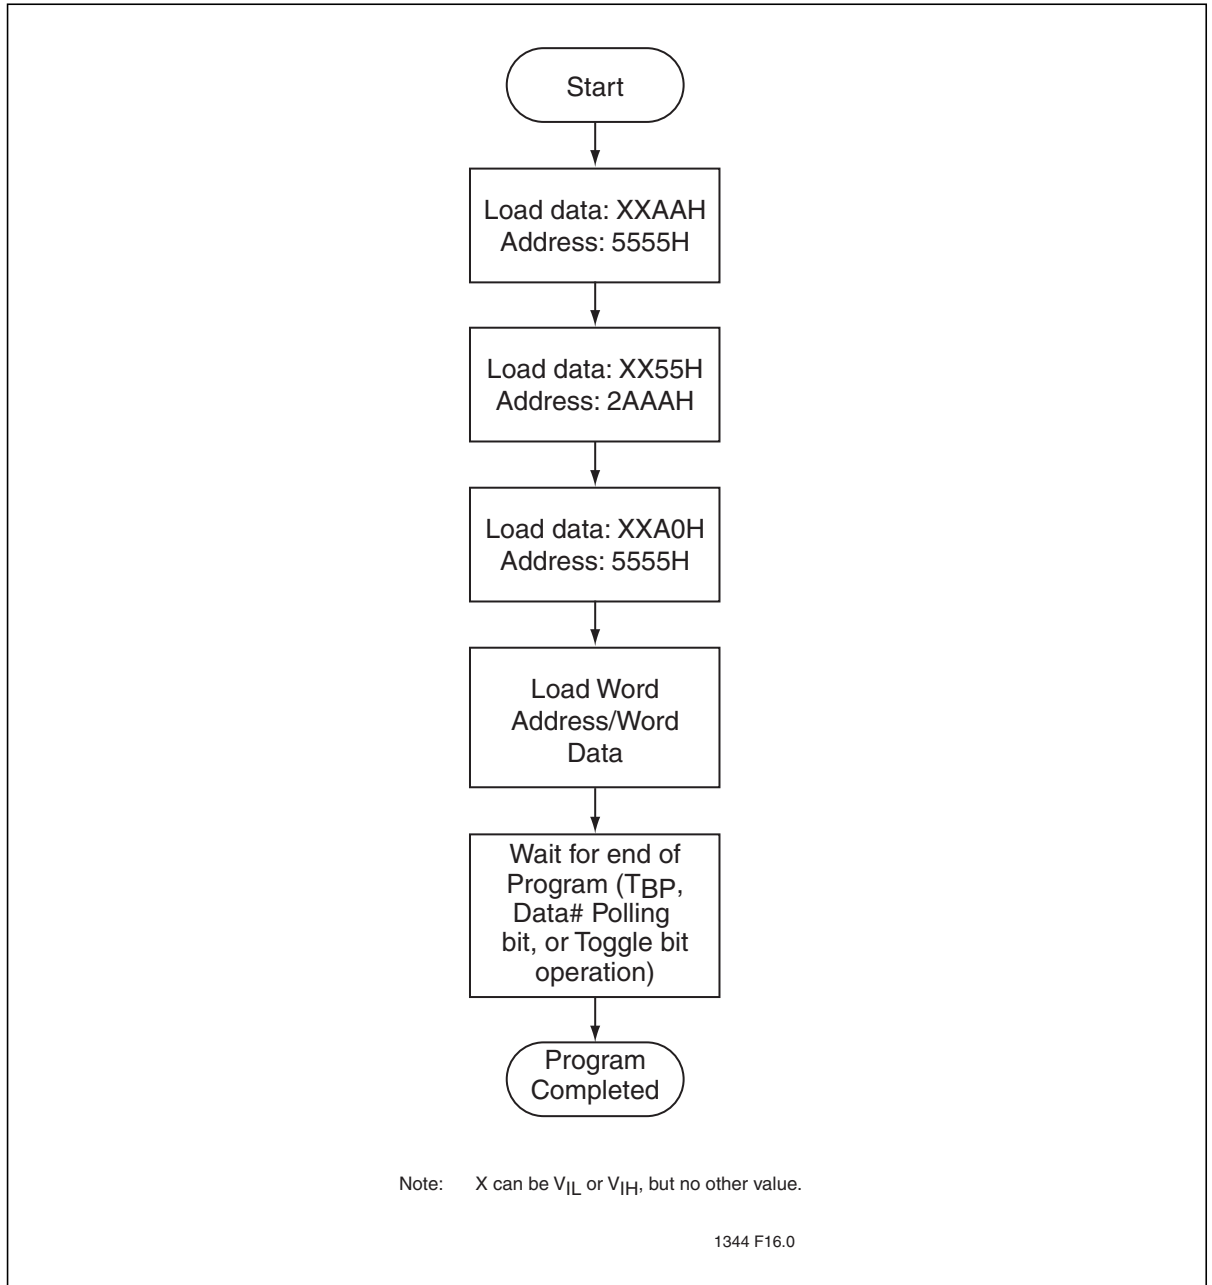 Start
Load data: XXAAH
Address: 5555H
Load data: XX55H
Address: 2AAAH
Load data: XXA0H
Address: 5555H
Load Word
Address/Word
Data
Wait for end of
Program (TBP,
Data# Polling
bit, or Toggle bit
operation)
Program
Completed
Note: X can be VIL or VIH, but no other value.
1344 F16.0